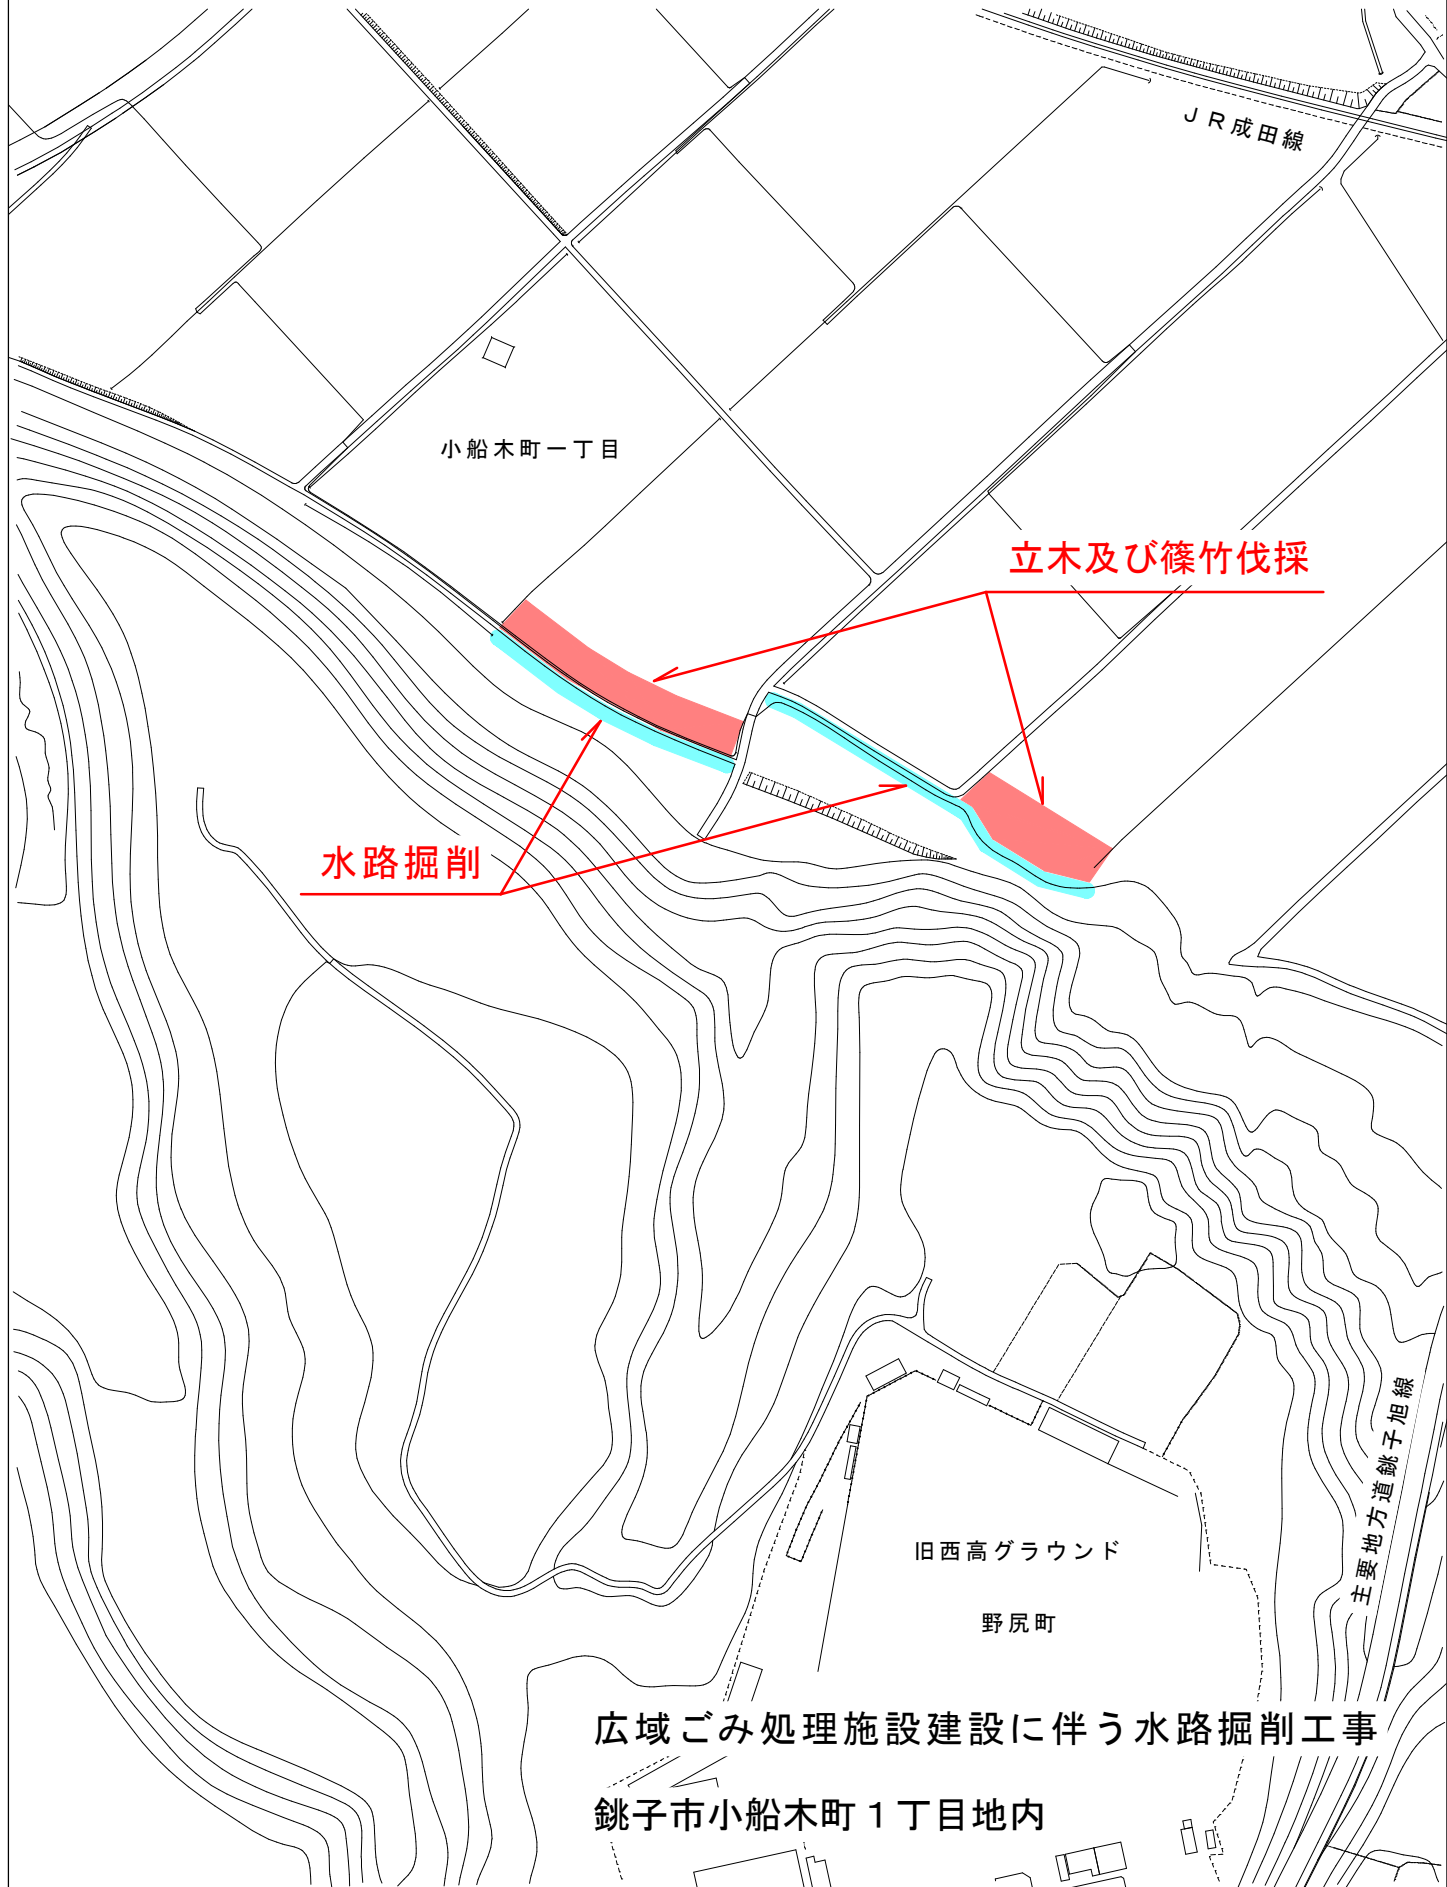 ＪＲ成田線
小船木町一丁目
立木及び篠竹伐採
水路掘削
主要地方道銚子旭線
旧西高グラウンド
野尻町
広域ごみ処理施設建設に伴う水路掘削工事
銚子市小船木町１丁目地内